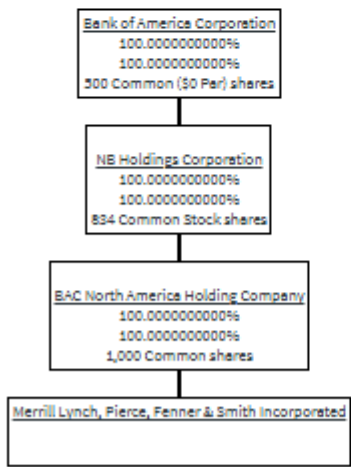 Bank of America Corporation
100.0000000000%
100.0000000000%
300 Common ($0 Par) shares
NB Holdings Corporation
100.0000000000%
100.0000000000%
834 Common Stock shares
BAC North America Holding Company
100.0000000000%
100.0000000000%
1,000 Common shares
Merrill Lynch, Pierce, Fenner & Smith Incorporated